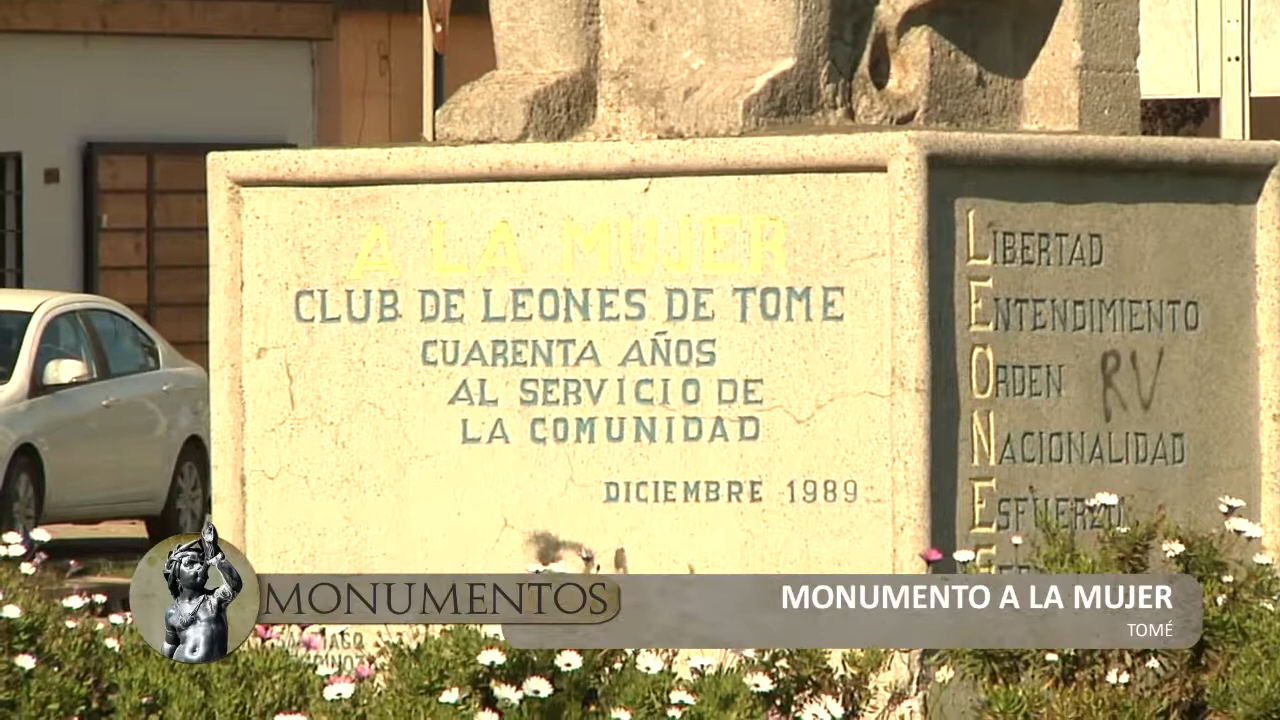 A LA MUJER
CLUB DE LEONES DE TOME
CUARENTA AÑOS
AL SERVICIO DE
LA COMUNIDAD
DICIEMBRE 1989
LIBERTAD
ENTENDIMIENTO
ORDEN
RV
NACIONALIDAD
ESFUERZO
SANTIAGO
MONUMENTOS
MONUMENTO A LA MUJER
TOMÉ